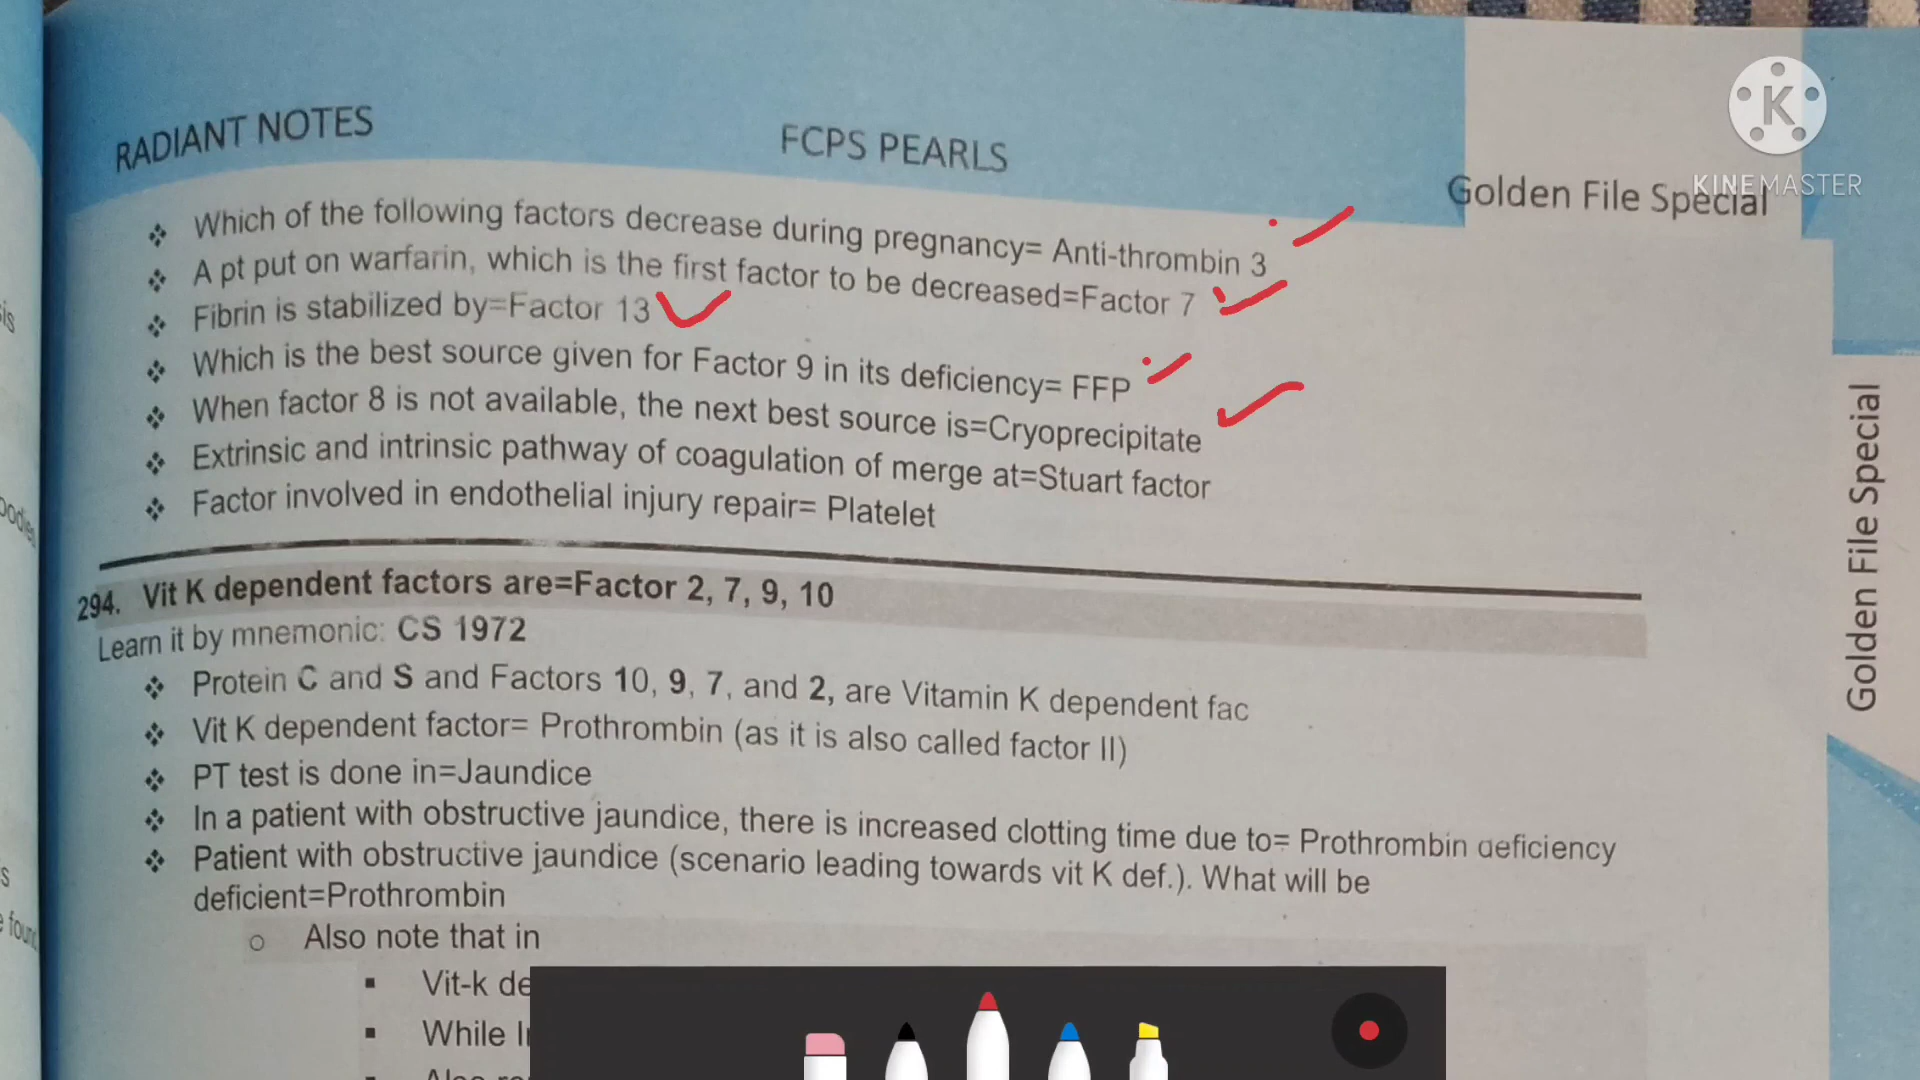 RADIANT NOTES
FCPS PEARLS
Golden File Special
KINEMASTER
❖ Which of the following factors decrease during pregnancy= Anti-thrombin 3
❖ A pt put on warfarin, which is the first factor to be decreased=Factor 7
❖ Fibrin is stabilized by=Factor 13
❖ Which is the best source given for Factor 9 in its deficiency= FFP
❖ When factor 8 is not available, the next best source is=Cryoprecipitate
❖ Extrinsic and intrinsic pathway of coagulation of merge at=Stuart factor
❖ Factor involved in endothelial injury repair= Platelet
294. Vit K dependent factors are=Factor 2, 7, 9, 10
Learn it by mnemonic: CS 1972
❖ Protein C and S and Factors 10, 9, 7, and 2, are Vitamin K dependent fac
❖ Vit K dependent factor= Prothrombin (as it is also called factor II)
❖ PT test is done in=Jaundice
❖ In a patient with obstructive jaundice, there is increased clotting time due to= Prothrombin deficiency
❖ Patient with obstructive jaundice (scenario leading towards vit K def.). What will be
deficient=Prothrombin
o Also note that in
▪ Vit-k de
▪ While
Golden File Special